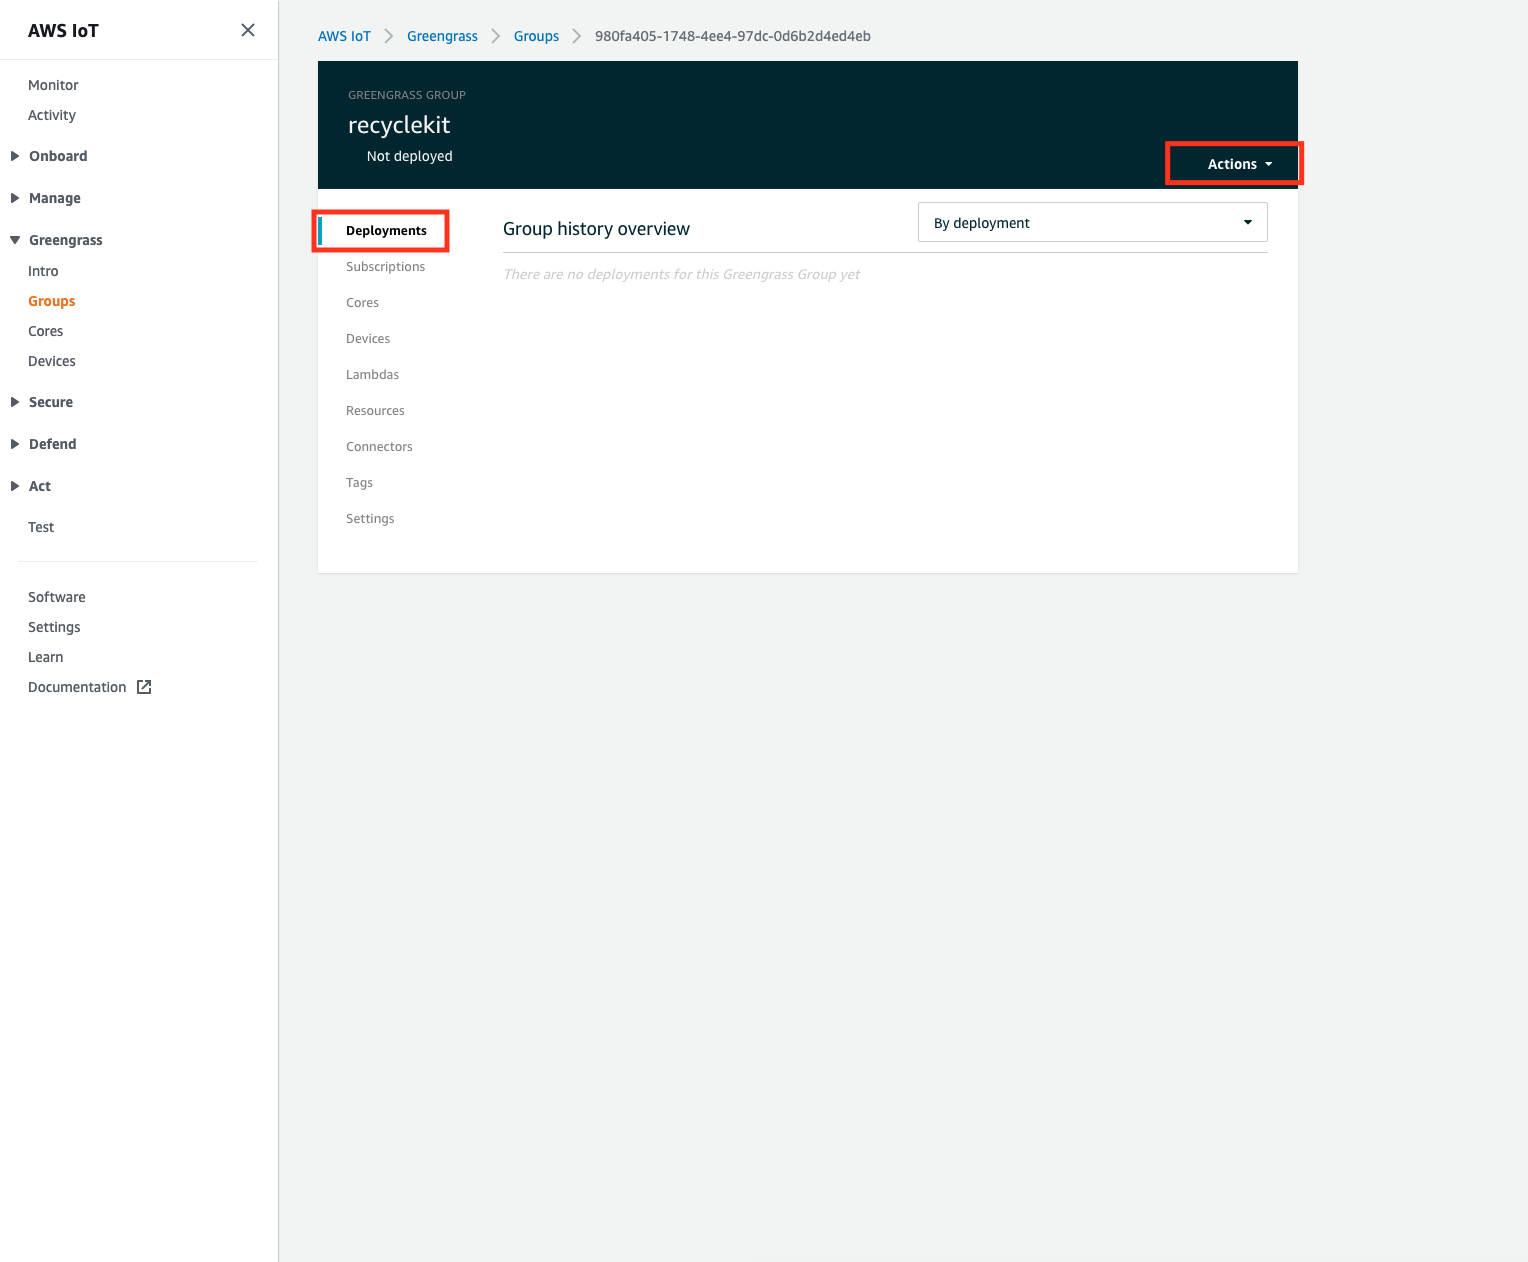 AWS IoT
Monitor
Activity
Onboard
Manage
Greengrass
Intro
Groups
Cores
Devices
Secure
Defend
Act
Test
Software
Settings
Learn
Documentation
AWS IoT Greengrass Groups 980fa405-1748-4ee4-97dc-0d6b2d4ed4eb
GREENGRASS GROUP
recyclekit
Not deployed
Actions
Deployments
Subscriptions
Cores
Devices
Lambdas
Resources
Connectors
Tags
Settings
Group history overview
By deployment
There are no deployments for this Greengrass Group yet